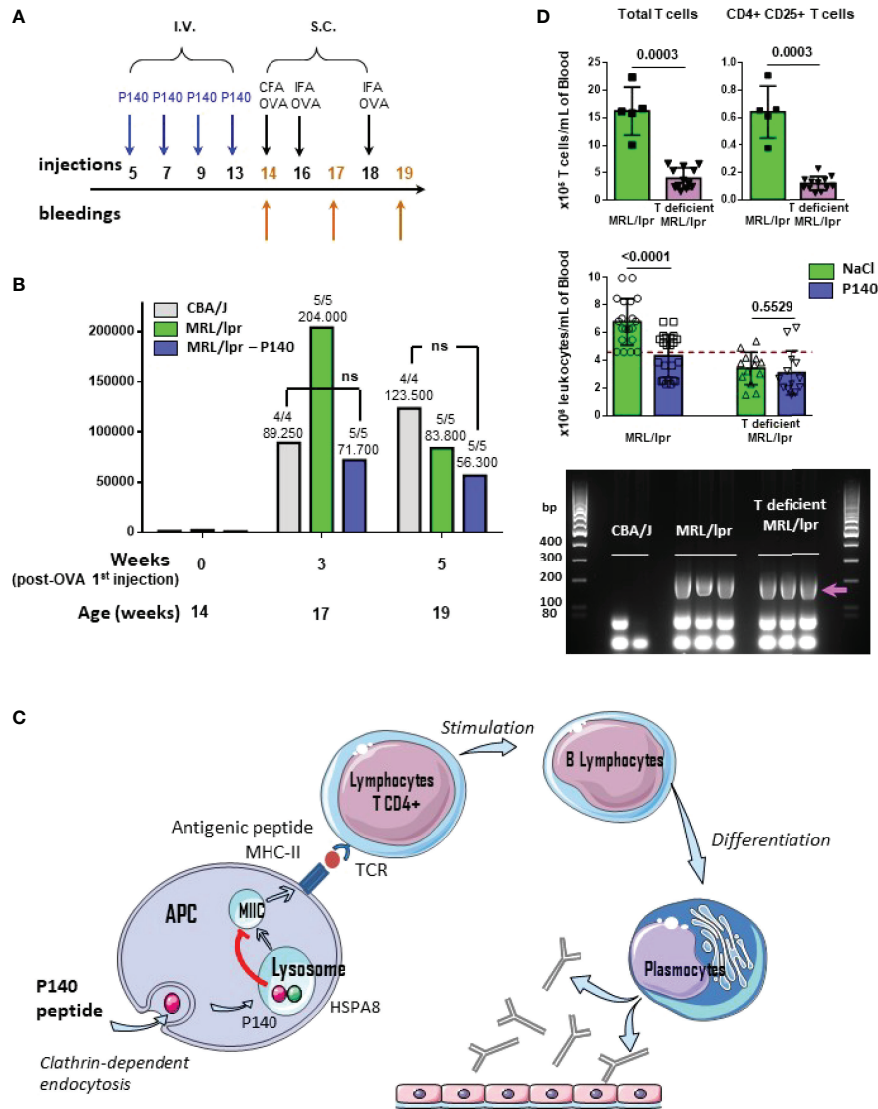 A
I.V.
S.C.
P140 P140 P140 P140
CFA IFA IFA
OVA OVA OVA
injections 5 7 9 13 14 16 17 18 19
bleedings
B
CBA/J
MRL/lpr
MRL/lpr – P140
200000
150000
100000
50000
0
4/4
89.250
5/5
204.000
ns
5/5
71.700
ns
4/4
123.500
5/5
83.800
5/5
56.300
Weeks 0 3 5
(post-OVA 1st injection)
Age (weeks) 14 17 19
D
Total T cells
CD4+ CD25+ T cells
x10⁵ T cells/mL of Blood
25
20
15
10
5
0
0.0003
MRL/lpr
T deficient
MRL/lpr
1.0
0.8
0.6
0.4
0.2
0.0
0.0003
MRL/lpr
T deficient
MRL/lpr
x10⁶ leukocytes/mL of Blood
10
8
6
4
2
0
<0.0001
0.5529
NaCl
P140
MRL/lpr
T deficient
MRL/lpr
bp
400
300
200
100
80
CBA/J
MRL/lpr
T deficient
MRL/lpr
C
Stimulation
Lymphocytes
T CD4+
B Lymphocytes
Differentiation
Plasmocytes
Antigenic peptide
MHC-II
TCR
APC
MIIC
Lysosome
P140
HSPA8
P140
peptide
Clathrin-dependent
endocytosis